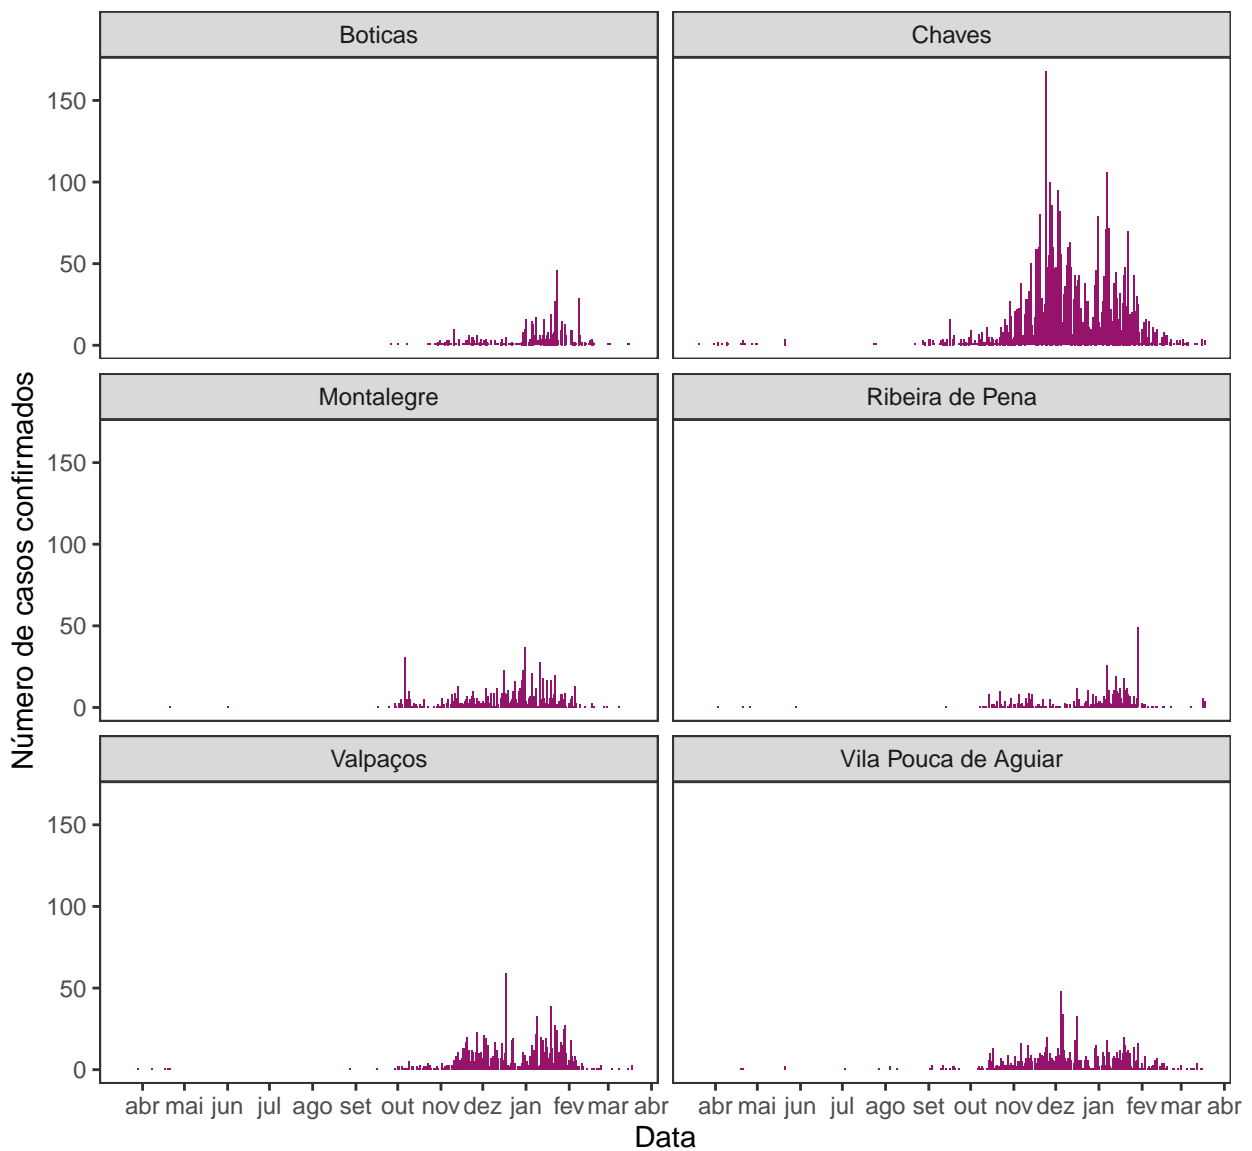 Boticas
Chaves
150
100
50
0
Montalegre
Ribeira de Pena
150
100
50
0
Número de casos confirmados
Valpaços
Vila Pouca de Aguiar
150
100
50
0
abr mai jun jul ago set out nov dez jan fev mar abr
abr mai jun jul ago set out nov dez jan fev mar abr
Data